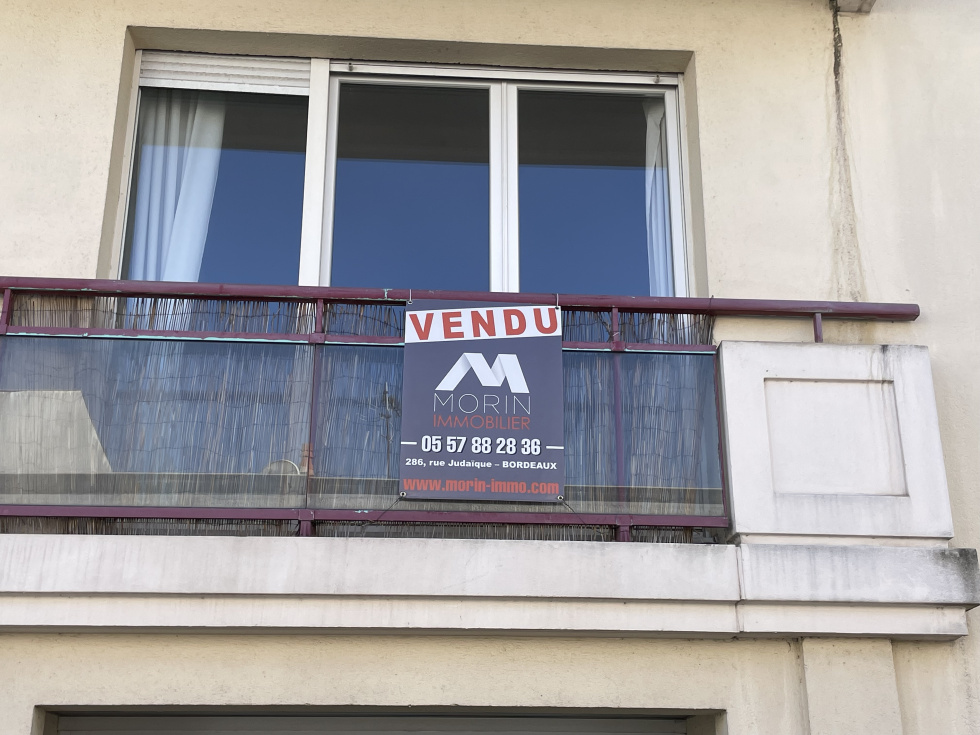 VENDU
MORIN
IMMOBILIER
05 57 88 28 36
286, rue Judaïque – BORDEAUX
www.morin-immo.com